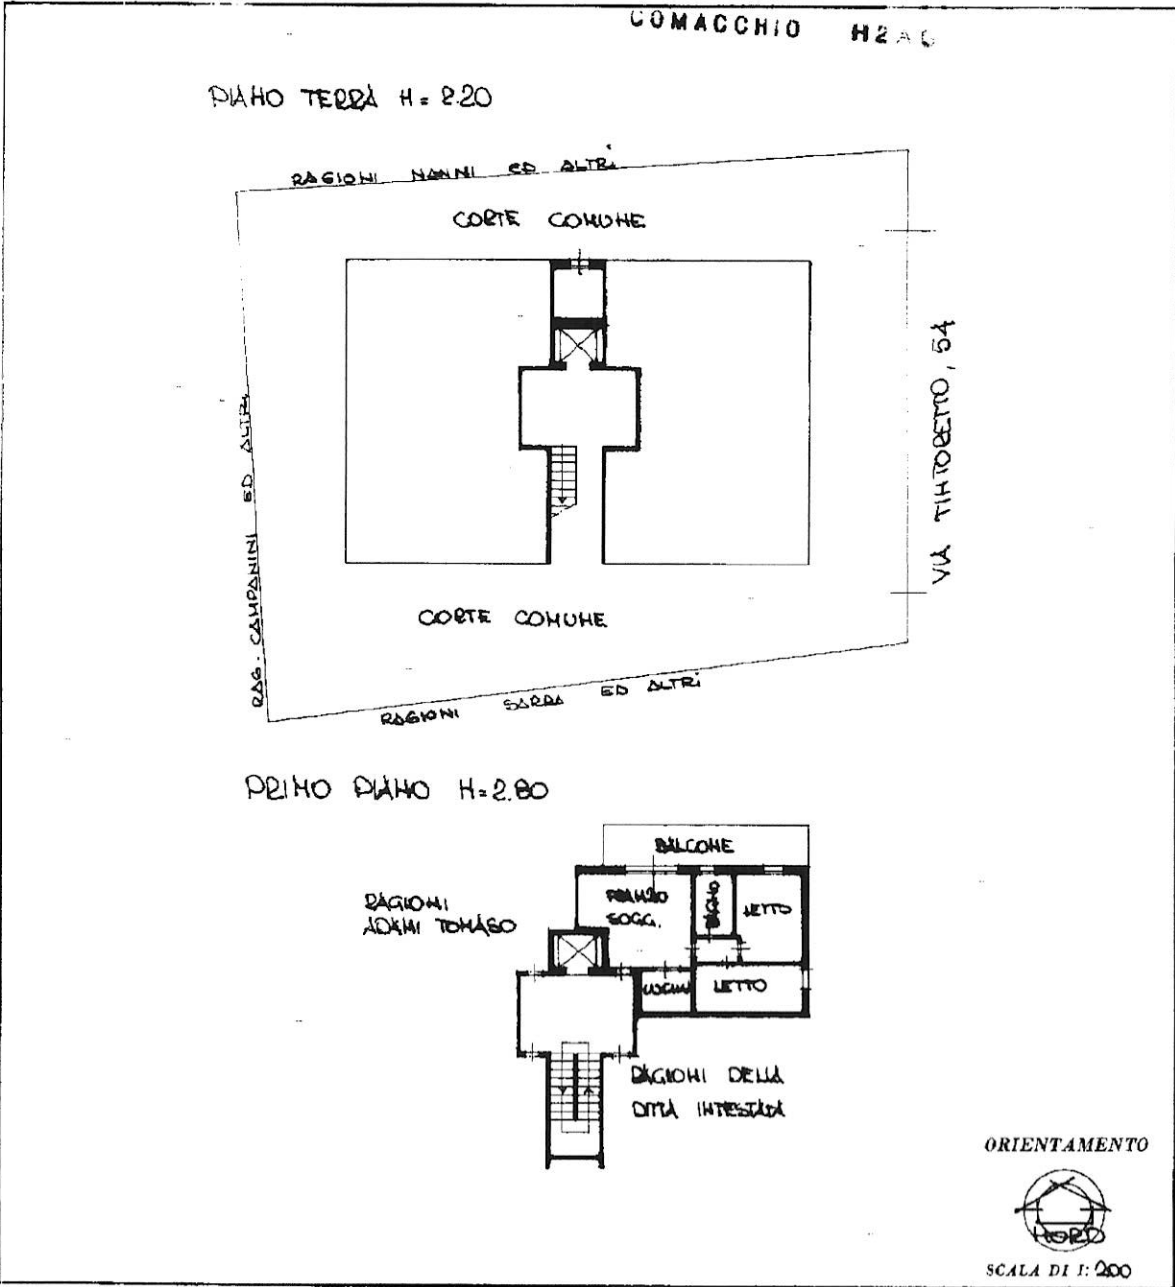 COMACCHIO H2A6
PIANO TERRA H= 2.20
RAGIONI NANNI ED ALTRI
CORTE COMUNE
VIA TINTORETTO, 54
RAG. CAMPANINI ED ALTRI
CORTE COMUNE
RAGIONI SARRA ED ALTRI
PRIMO PIANO H=2.80
BALCONE
RAGIONI
ADAMI TOMASO
PRANZO
SOGG.
BAGNO
LETTO
CUCINA
LETTO
RAGIONI DELLA
DITTA INTESTATA
ORIENTAMENTO
NORD
SCALA DI 1: 200